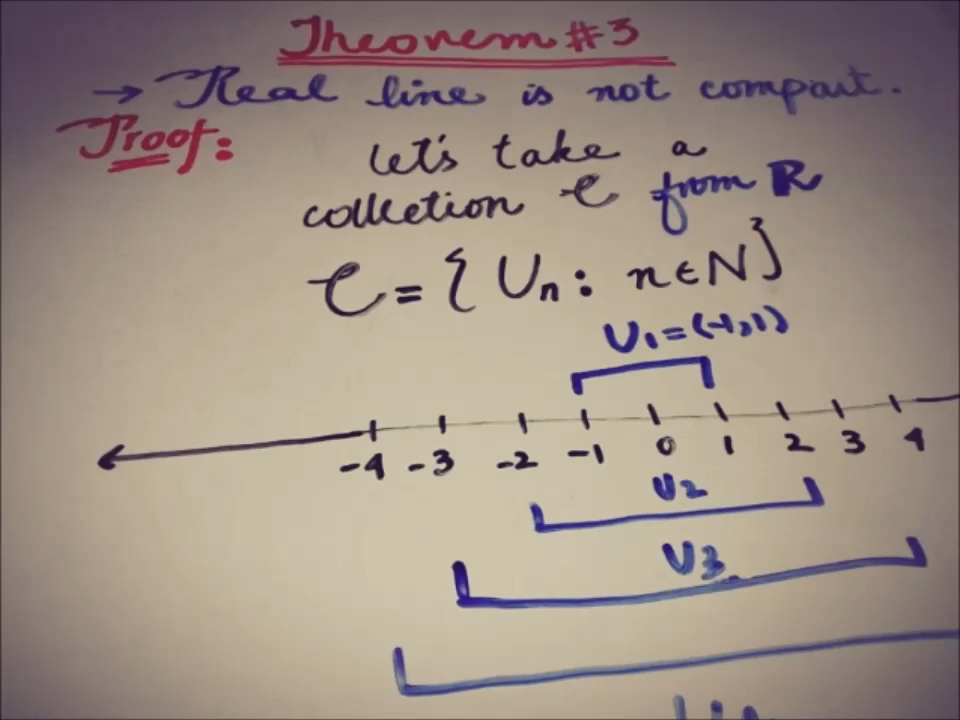 Theorem #3
→ Real line is not compact.
Proof:
Let's take a
collection C from R
C = { Un : n ∈ N }
U1 = (-1,1)
-4 -3 -2 -1 0 1 2 3 4
U2
U3